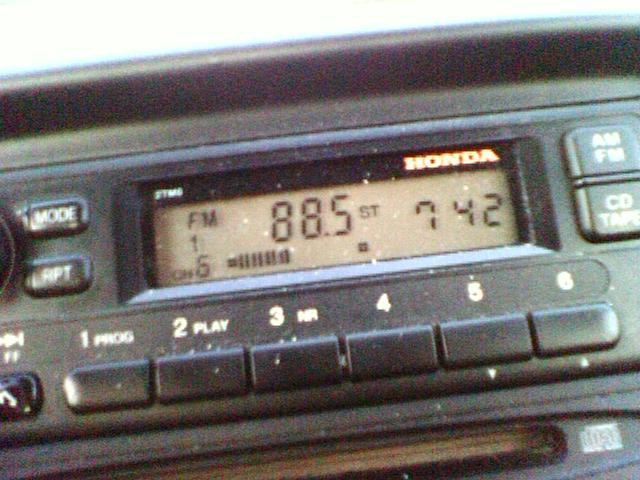 HONDA
AM
FM
CD
TAPE
MODE
RPT
FM 88.5 ST 7 42
1
CH 6
1 PROG 2 PLAY 3 NR 4 5 6
FF